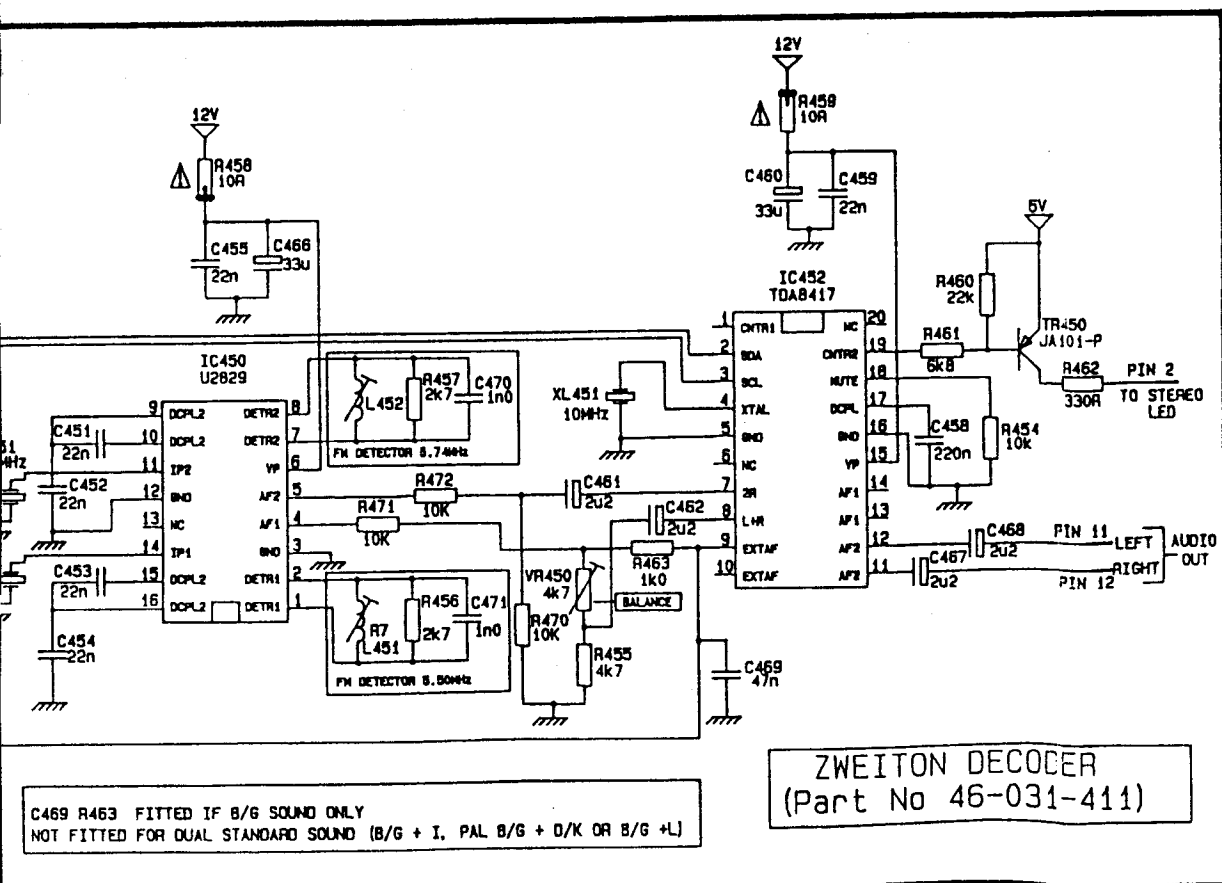 12V
R459
10R
12V
R458
10R
C460
33u
C459
22n
C455
22n
C466
33u
5V
IC452
TDA8417
R460
22k
TR450
JA101-P
R461
6k8
R462
330R
PIN 2
TO STEREO
LED
1 CNTR1
2 SDA
3 SCL
4 XTAL
5 GND
6 NC
7 2R
8 L+R
9 EXTAF
10 EXTAF
NC 20
CNTR2 19
MUTE 18
DCPL 17
GND 16
VP 15
AF1 14
AF1 13
AF2 12
AF2 11
C458
220n
R454
10k
XL451
10MHz
IC450
U2829
9 DCPL2
10 DCPL2
11 IP2
12 GND
13 NC
14 IP1
15 DCPL2
16 DCPL2
DETR2 8
DETR2 7
VP 6
AF2 5
AF1 4
GND 3
DETR1 2
DETR1 1
L452
R457
2k7
C470
1n0
FM DETECTOR 5.74MHz
C451
22n
C452
22n
C453
22n
C454
22n
R472
10K
R471
10K
C461
2u2
C462
2u2
R463
1k0
VR450
4k7
BALANCE
R470
10K
R455
4k7
C469
47n
R7
L451
R456
2k7
C471
1n0
FM DETECTOR 5.50MHz
C468
2u2
C467
2u2
PIN 11
LEFT
RIGHT
PIN 12
AUDIO
OUT
C469 R463 FITTED IF B/G SOUND ONLY
NOT FITTED FOR DUAL STANDARD SOUND (B/G + I, PAL B/G + D/K OR B/G +L)
ZWEITON DECODER
(Part No 46-031-411)